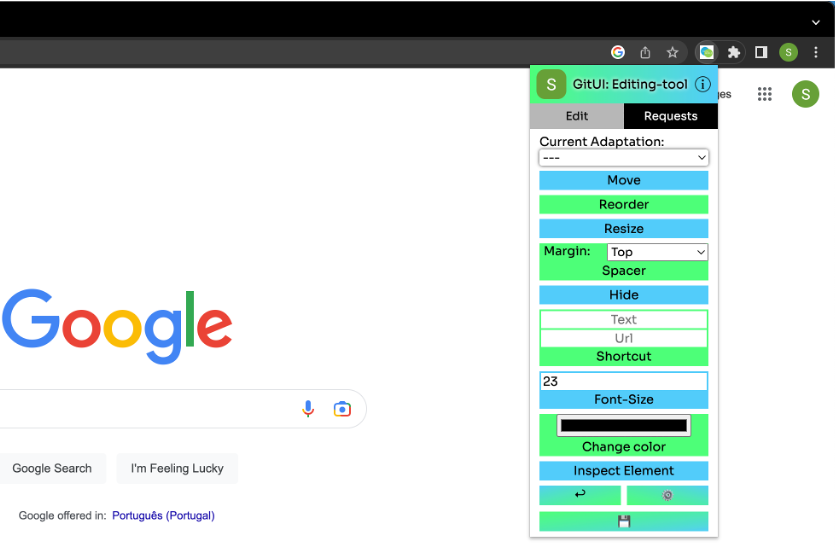 S
S GitUI: Editing-tool i
S
Edit Requests
Current Adaptation:
---
Move
Reorder
Resize
Margin: Top
Spacer
Hide
Text
Url
Shortcut
23
Font-Size
Change color
Inspect Element
Google
Google Search I'm Feeling Lucky
Google offered in: Português (Portugal)